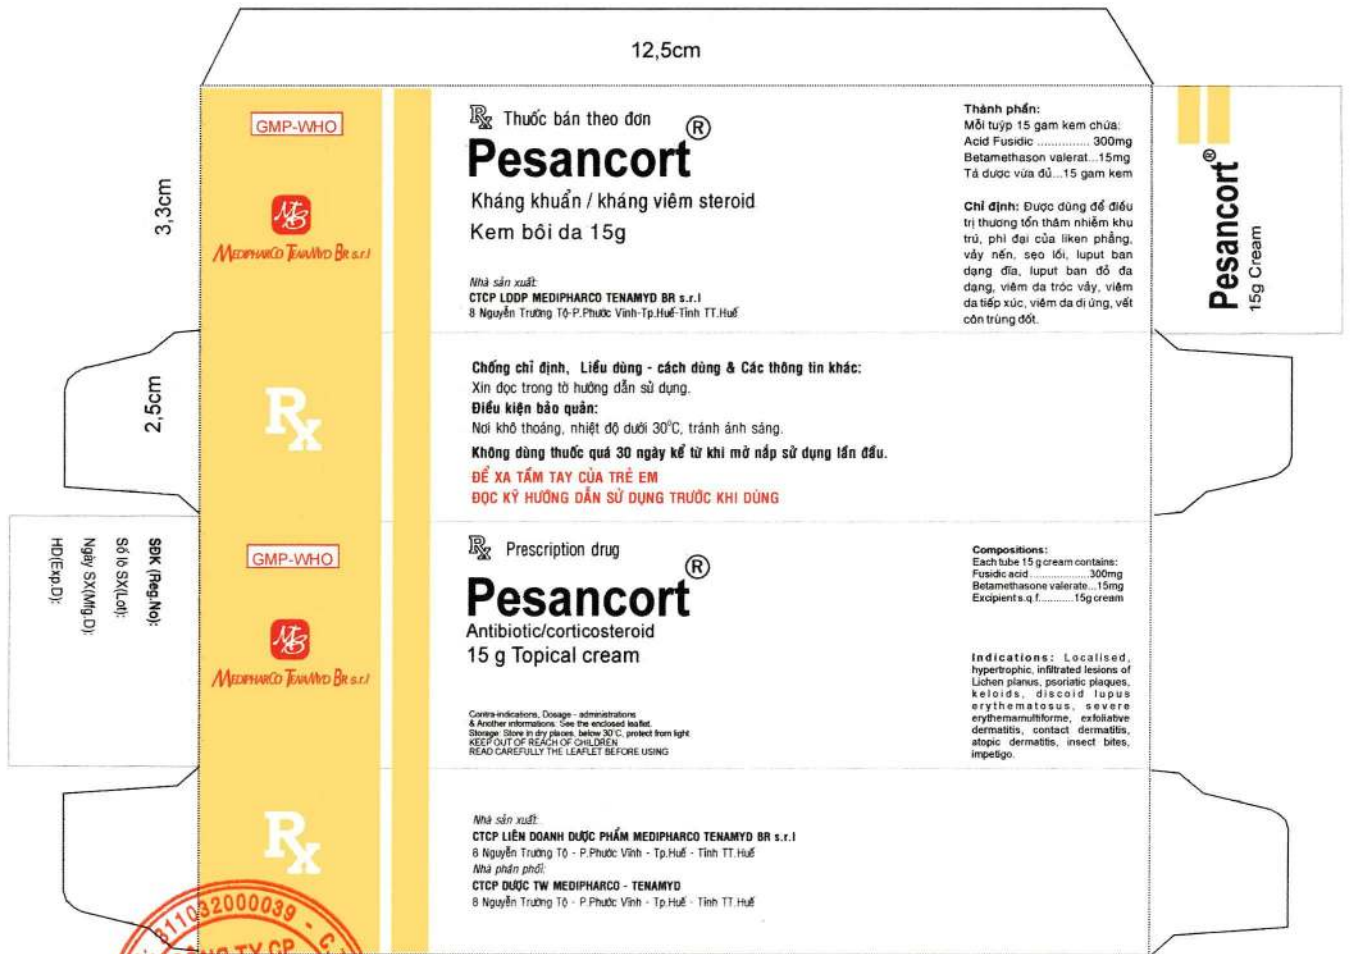 12,5cm
3,3cm
2,5cm
GMP-WHO
MEDIPHARCO TENAMYD BR s.r.l
Rx Thuốc bán theo đơn
Pesancort®
Kháng khuẩn / kháng viêm steroid
Kem bôi da 15g
Nhà sản xuất:
CTCP LDDP MEDIPHARCO TENAMYD BR s.r.l
8 Nguyễn Trường Tộ-P.Phước Vĩnh-Tp.Huế-Tỉnh TT.Huế
Thành phần:
Mỗi tuýp 15 gam kem chứa:
Acid Fusidic ............... 300mg
Betamethason valerat...15mg
Tá dược vừa đủ...15 gam kem
Chỉ định: Được dùng để điều
trị thương tổn thâm nhiễm khu
trú, phì đại của liken phẳng,
vảy nến, sẹo lồi, luput ban
dạng đĩa, luput ban đỏ đa
dạng, viêm da tróc vảy, viêm
da tiếp xúc, viêm da dị ứng, vết
côn trùng đốt.
Pesancort®
15g Cream
Rx
Chống chỉ định, Liều dùng - cách dùng & Các thông tin khác:
Xin đọc trong tờ hướng dẫn sử dụng.
Điều kiện bảo quản:
Nơi khô thoáng, nhiệt độ dưới 30°C, tránh ánh sáng.
Không dùng thuốc quá 30 ngày kể từ khi mở nắp sử dụng lần đầu.
ĐỂ XA TẦM TAY CỦA TRẺ EM
ĐỌC KỸ HƯỚNG DẪN SỬ DỤNG TRƯỚC KHI DÙNG
SĐK (Reg.No):
Số lô SX(Lot):
Ngày SX(Mfg.D):
HD(Exp.D):
GMP-WHO
MEDIPHARCO TENAMYD BR s.r.l
Rx Prescription drug
Pesancort®
Antibiotic/corticosteroid
15 g Topical cream
Contra-indications, Dosage - administrations
& Another informations: See the enclosed leaflet.
Storage: Store in dry places, below 30°C, protect from light
KEEP OUT OF REACH OF CHILDREN
READ CAREFULLY THE LEAFLET BEFORE USING
Compositions:
Each tube 15 g cream contains:
Fusidic acid ....................300mg
Betamethasone valerate...15mg
Excipient s.q.f............15g cream
Indications: Localised,
hypertrophic, infiltrated lesions of
Lichen planus, psoriatic plaques,
keloids, discoid lupus
erythematosus, severe
erythemamultiforme, exfoliative
dermatitis, contact dermatitis,
atopic dermatitis, insect bites,
impetigo.
Rx
Nhà sản xuất:
CTCP LIÊN DOANH DƯỢC PHẨM MEDIPHARCO TENAMYD BR s.r.l
8 Nguyễn Trường Tộ - P.Phước Vĩnh - Tp.Huế - Tỉnh TT.Huế
Nhà phân phối:
CTCP DƯỢC TW MEDIPHARCO - TENAMYD
8 Nguyễn Trường Tộ - P.Phước Vĩnh - Tp.Huế - Tỉnh TT.Huế
311032000039 - C.
TY CP